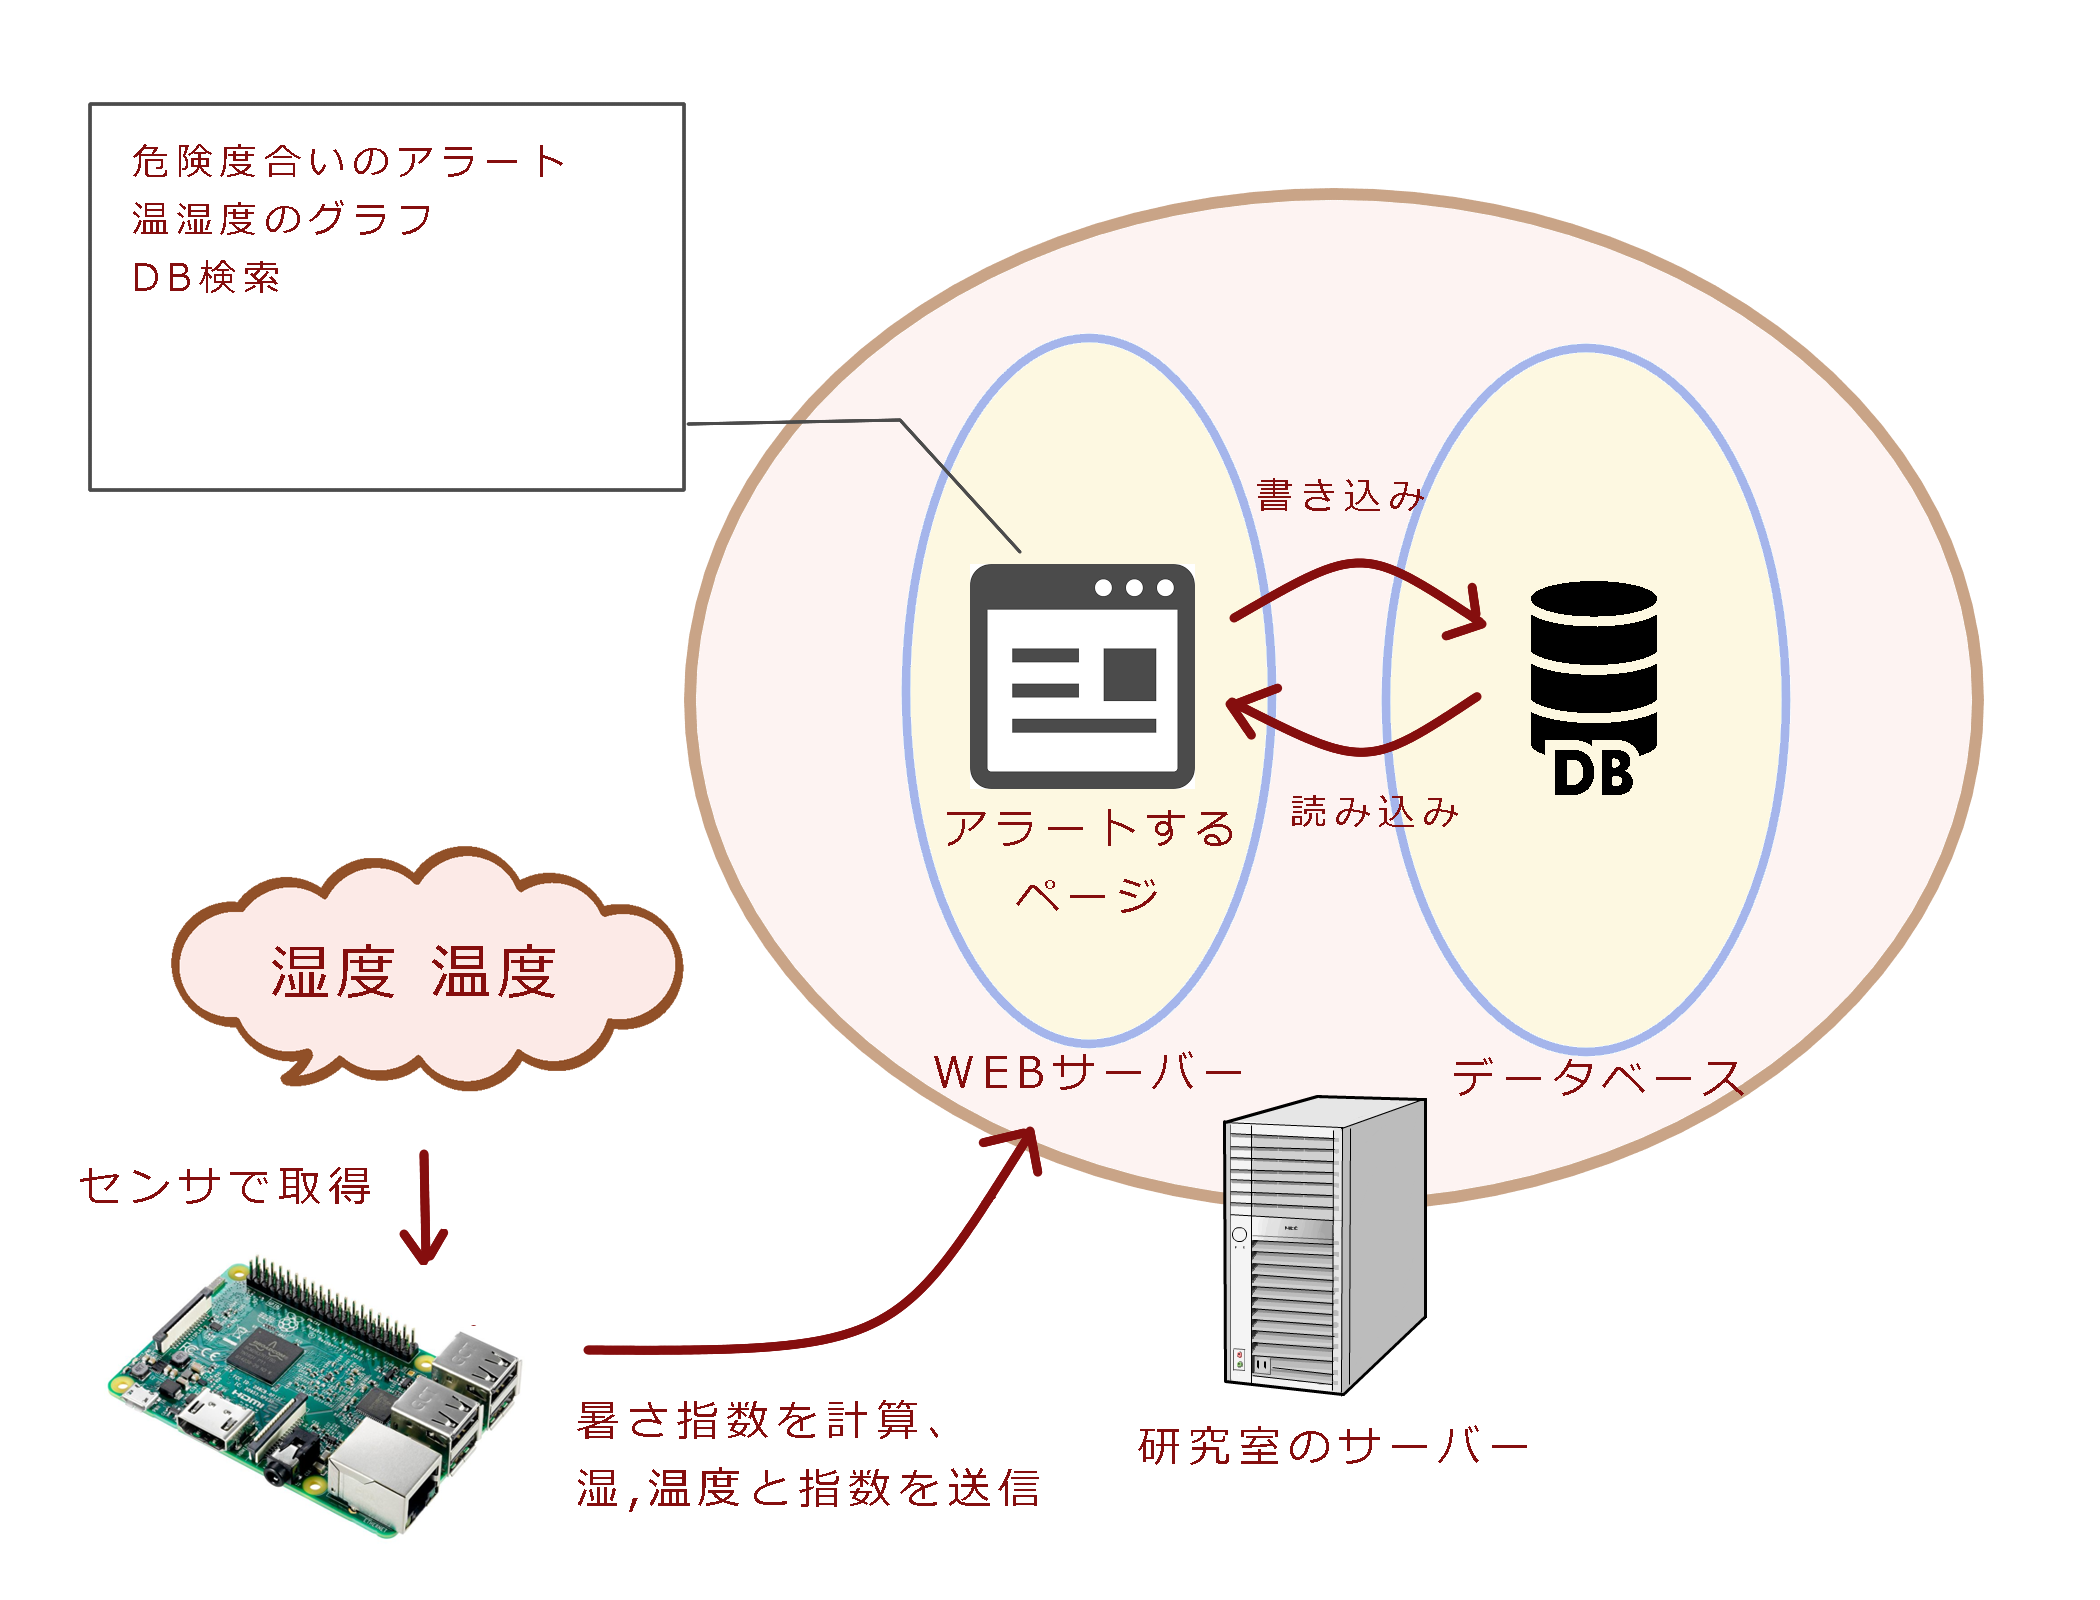 危険度合いのアラート
温湿度のグラフ
DB検索
書き込み
DB
読み込み
アラートする
ページ
湿度 温度
WEBサーバー
データベース
センサで取得
NEC
HDMI
暑さ指数を計算、
湿,温度と指数を送信
研究室のサーバー